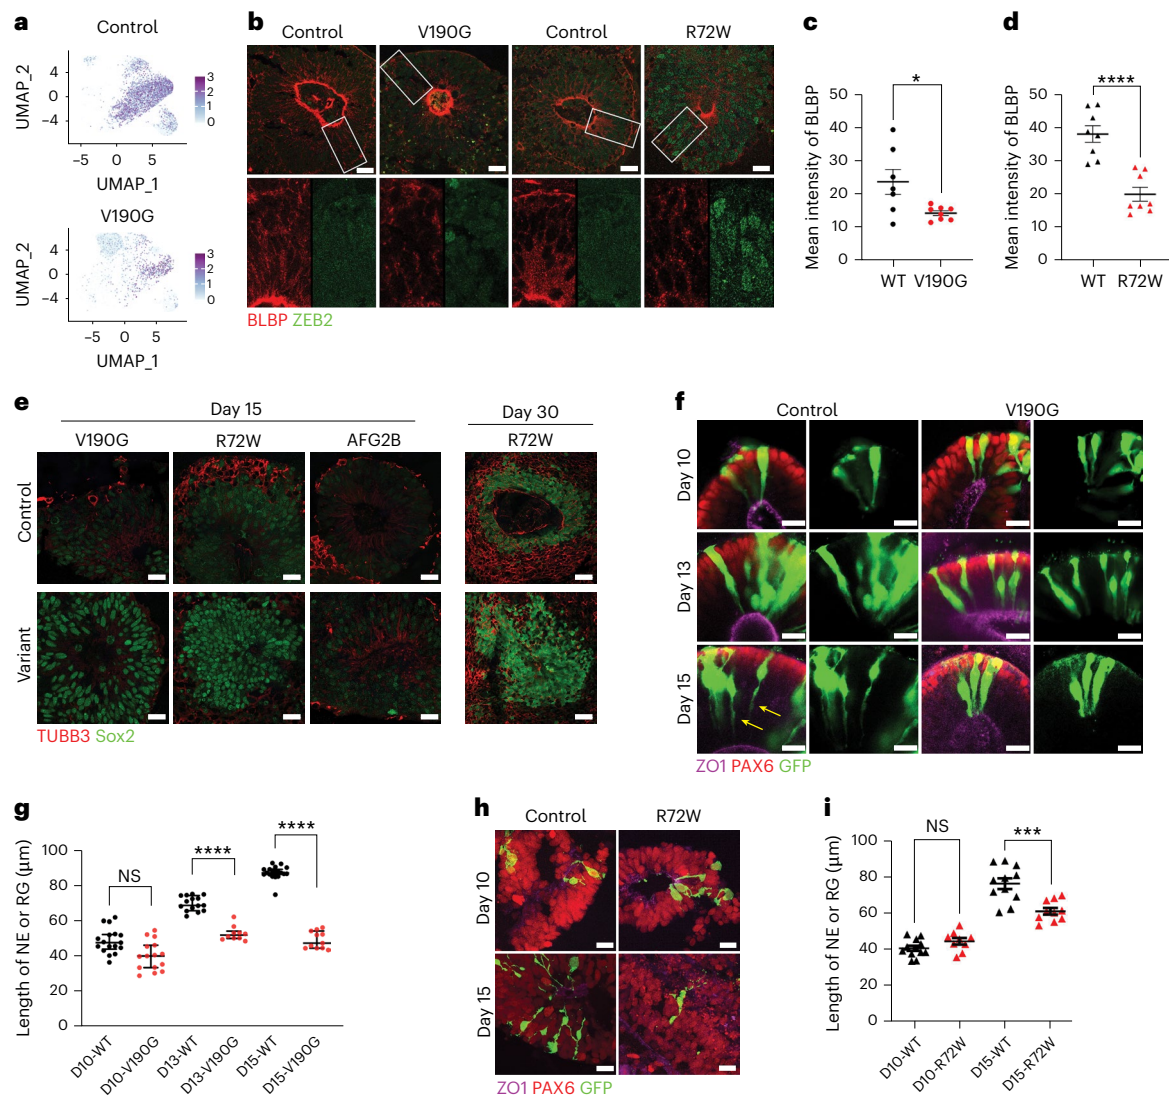 a
Control
UMAP_2
4
0
−4
−5
0
5
UMAP_1
3
2
1
0
V190G
UMAP_2
4
0
−4
−5
0
5
UMAP_1
3
2
1
0
b
Control
V190G
Control
R72W
BLBP ZEB2
c
*
Mean intensity of BLBP
50
40
30
20
10
0
WT
V190G
d
****
Mean intensity of BLBP
50
40
30
20
10
0
WT
R72W
e
Day 15
Day 30
V190G
R72W
AFG2B
R72W
Control
Variant
TUBB3 Sox2
f
Control
V190G
Day 10
Day 13
Day 15
ZO1 PAX6 GFP
g
Length of NE or RG (μm)
100
80
60
40
20
0
NS
****
****
D10-WT
D10-V190G
D13-WT
D13-V190G
D15-WT
D15-V190G
h
Control
R72W
Day 10
Day 15
ZO1 PAX6 GFP
i
Length of NE or RG (μm)
100
80
60
40
20
0
NS
***
D10-WT
D10-R72W
D15-WT
D15-R72W